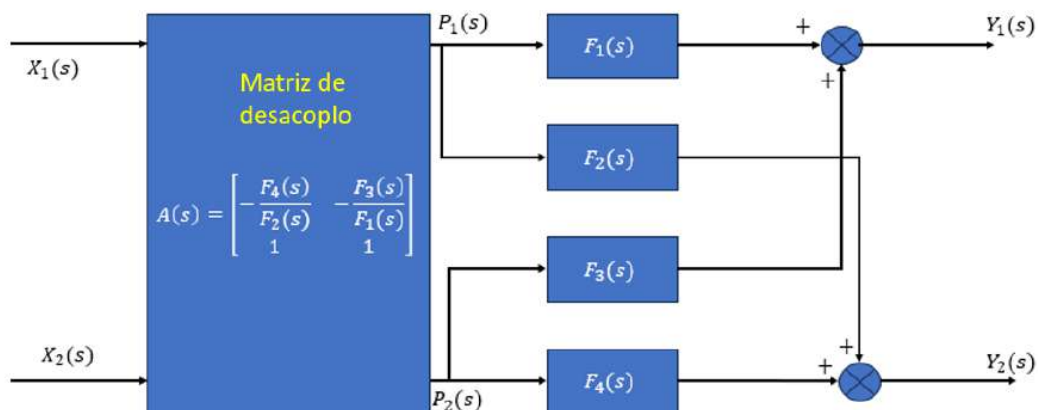 P₁(s)
Y₁(s)
+
F₁(s)
X₁(s)
+
Matriz de
desacoplo
F₂(s)
A(s) = [ -F₄(s)/F₂(s)  -F₃(s)/F₁(s) ]
[ 1  1 ]
F₃(s)
X₂(s)
+
Y₂(s)
+
F₄(s)
P₂(s)